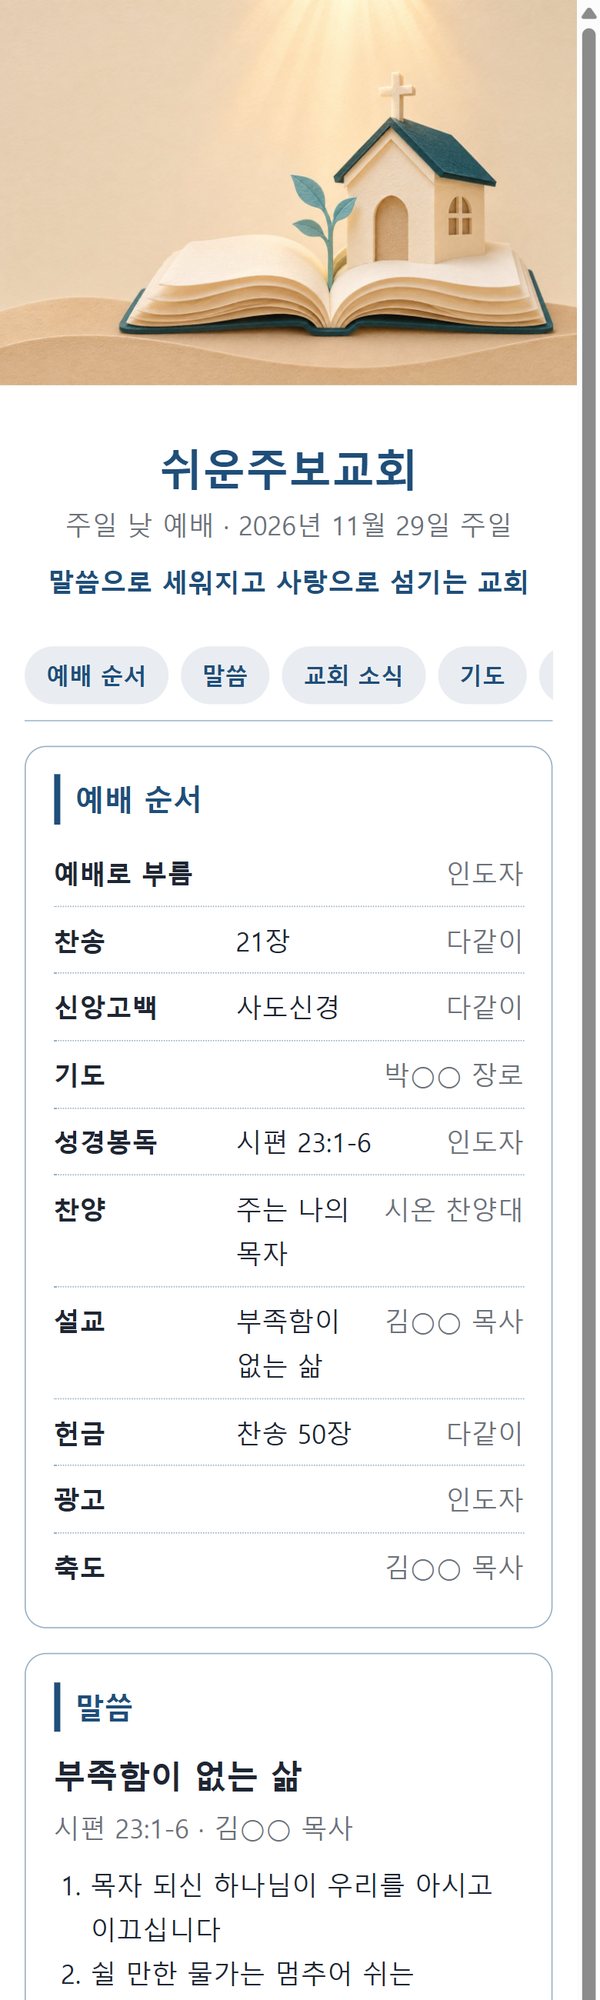 쉬운주보교회
주일 낮 예배 · 2026년 11월 29일 주일
말씀으로 세워지고 사랑으로 섬기는 교회
예배 순서 말씀 교회 소식 기도
예배 순서
예배로 부름 인도자
찬송 21장 다같이
신앙고백 사도신경 다같이
기도 박○○ 장로
성경봉독 시편 23:1-6 인도자
찬양 주는 나의 시온 찬양대
목자
설교 부족함이 김○○ 목사
없는 삶
헌금 찬송 50장 다같이
광고 인도자
축도 김○○ 목사
말씀
부족함이 없는 삶
시편 23:1-6 · 김○○ 목사
1. 목자 되신 하나님이 우리를 아시고
이끄십니다
2. 쉴 만한 물가는 멈추어 쉬는